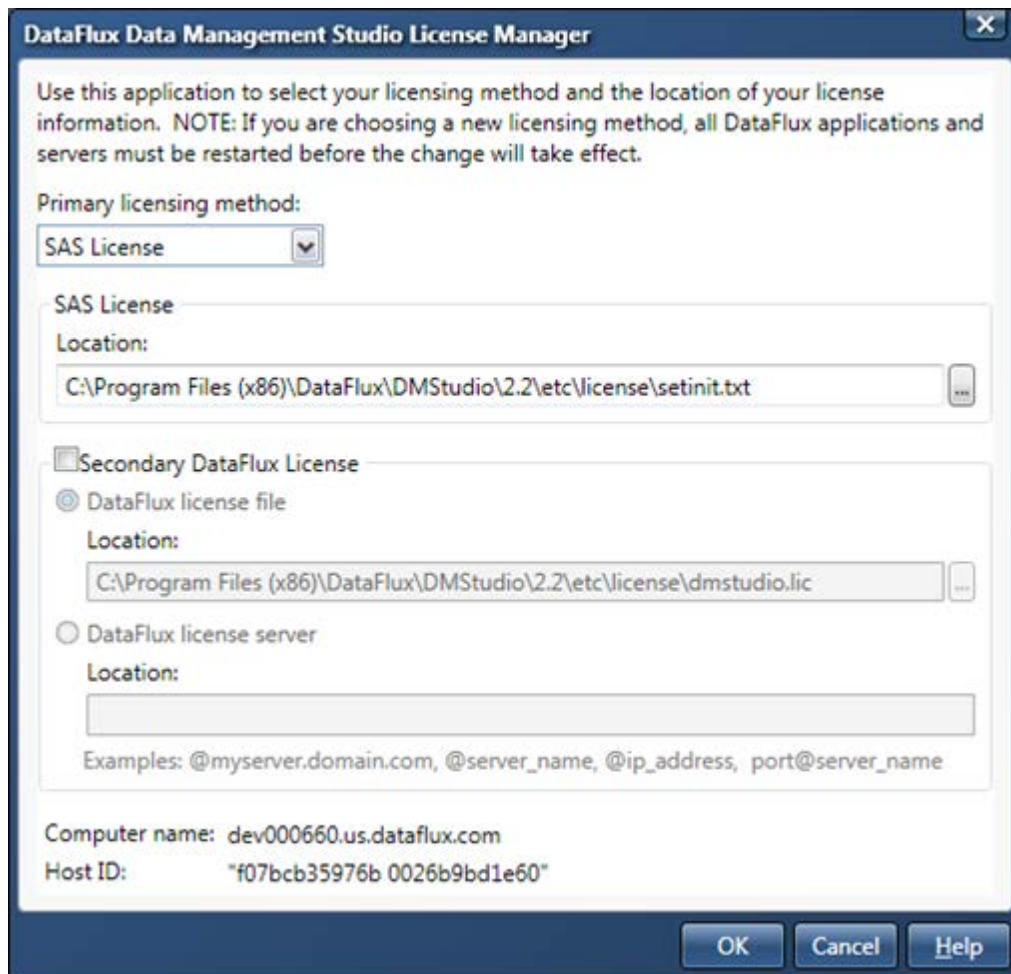 DataFlux Data Management Studio License Manager
Use this application to select your licensing method and the location of your license
information.  NOTE: If you are choosing a new licensing method, all DataFlux applications and
servers must be restarted before the change will take effect.
Primary licensing method:
SAS License
SAS License
Location:
C:\Program Files (x86)\DataFlux\DMStudio\2.2\etc\license\setinit.txt
...
Secondary DataFlux License
DataFlux license file
Location:
C:\Program Files (x86)\DataFlux\DMStudio\2.2\etc\license\dmstudio.lic
...
DataFlux license server
Location:
Examples: @myserver.domain.com, @server_name, @ip_address,  port@server_name
Computer name: dev000660.us.dataflux.com
Host ID: "f07bcb35976b 0026b9bd1e60"
OK Cancel Help